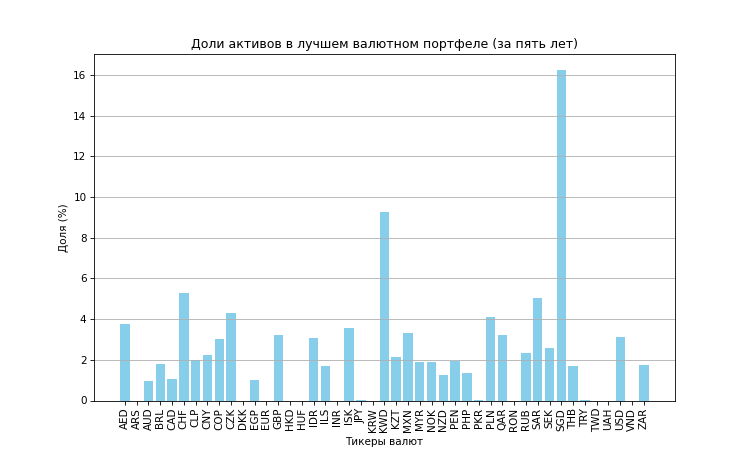 Доли активов в лучшем валютном портфеле (за пять лет)
Доля (%)
16
14
12
10
8
6
4
2
0
AED ARS AUD BRL CAD CHF CLP CNY COP CZK DKK EGP EUR GBP HKD HUF IDR ILS INR ISK JPY KRW KWD KZT MXN MYR NOK NZD PEN PHP PKR PLN QAR RON RUB SAR SEK SGD THB TRY TWD UAH USD VND ZAR
Тикеры валют